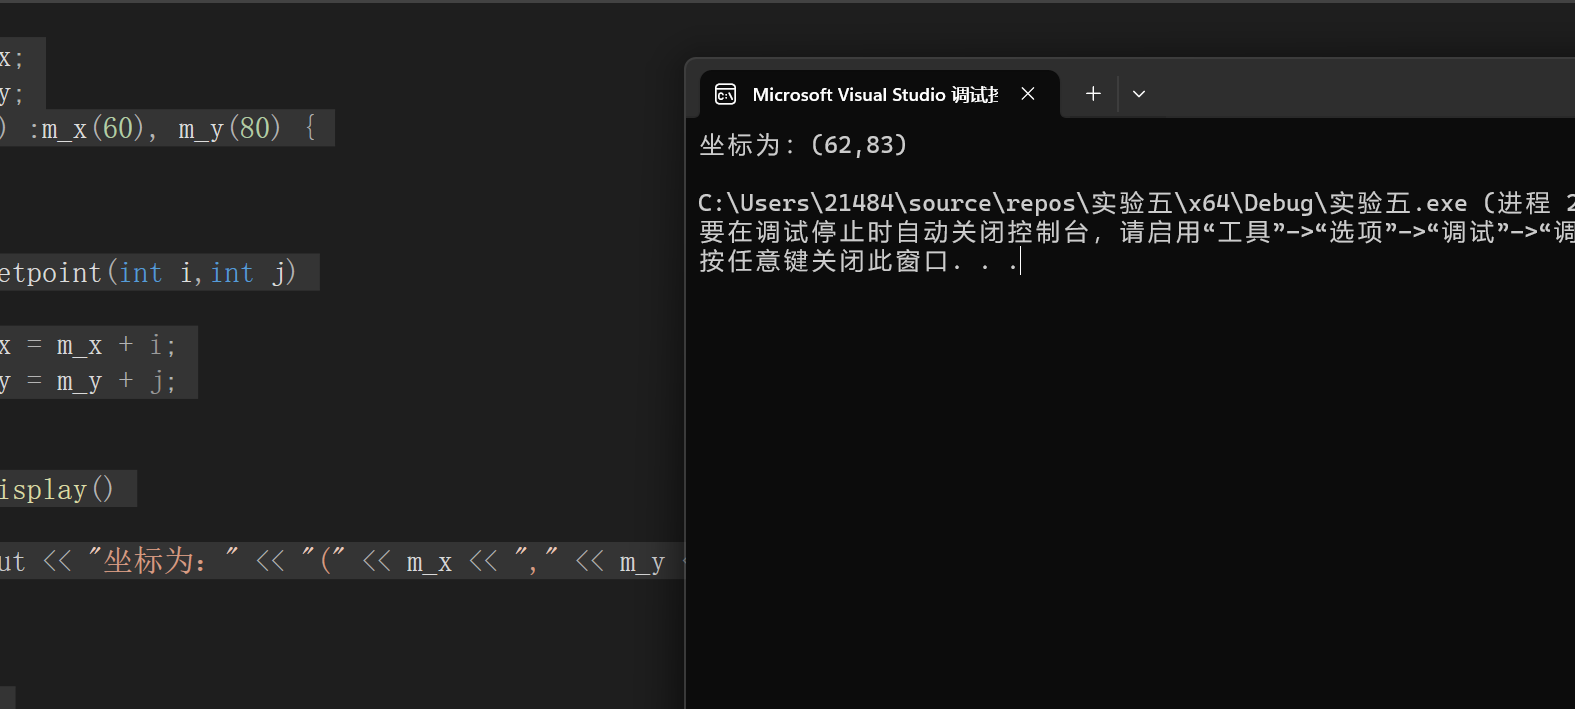 x;
y;
) :m_x(60), m_y(80) {
etpoint(int i,int j)
x = m_x + i;
y = m_y + j;
isplay()
ut << "坐标为：" << "(" << m_x << "," << m_y <
Microsoft Visual Studio 调试控
坐标为：(62,83)
C:\Users\21484\source\repos\实验五\x64\Debug\实验五.exe (进程 2
要在调试停止时自动关闭控制台，请启用“工具”->“选项”->“调试”->“调
按任意键关闭此窗口. . .